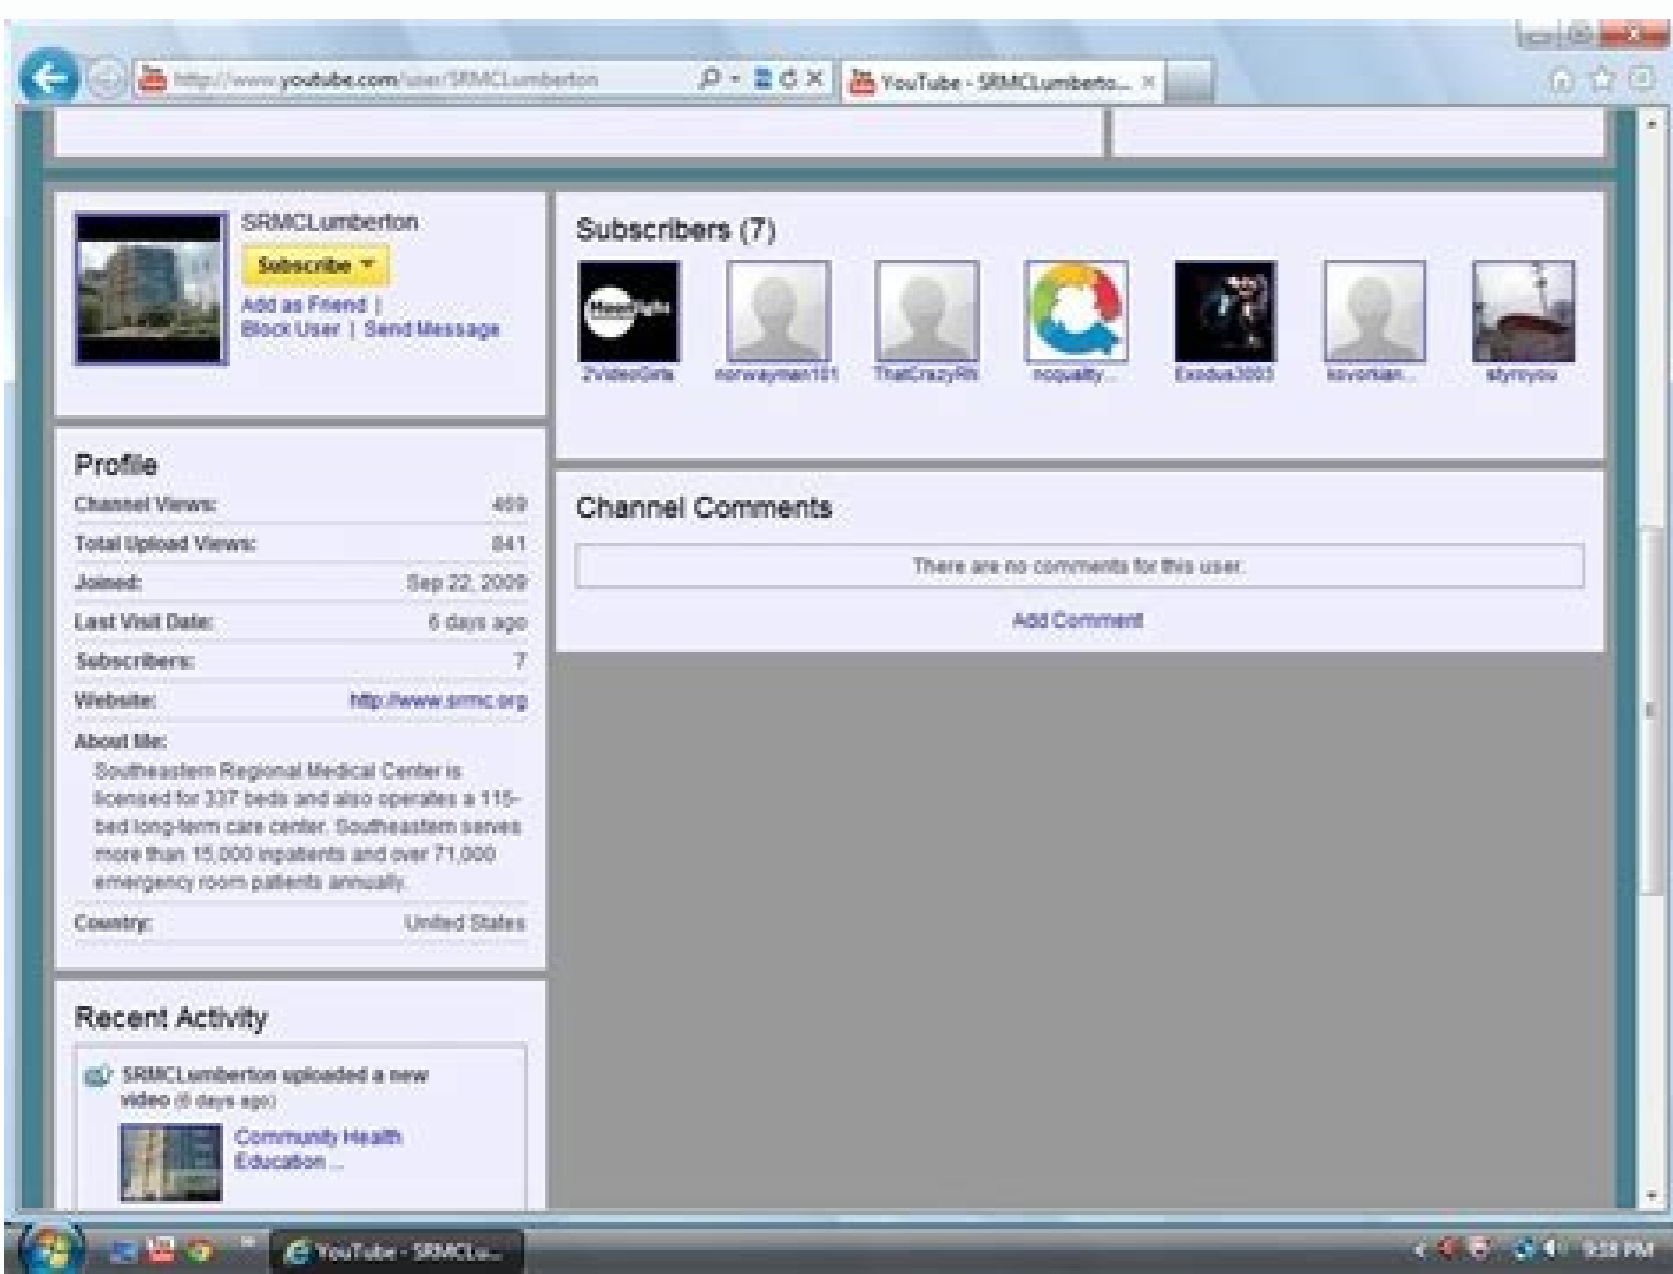 http://www.youtube.com/user/SRMCLumberton
YouTube - SRMCLumberto...
SRMCLumberton
Subscribe
Add as Friend |
Block User | Send Message
Subscribers (7)
2VideoGirls
norwayman101
ThatCrazyRN
noquality...
Exodus3003
styroyou
Profile
Channel Views: 469
Total Upload Views: 841
Joined: Sep 22, 2009
Last Visit Date: 6 days ago
Subscribers: 7
Website: http://www.srmc.org
About Me:
Southeastern Regional Medical Center is
licensed for 337 beds and also operates a 115-
bed long-term care center. Southeastern serves
more than 15,000 inpatients and over 71,000
emergency room patients annually.
Country: United States
Channel Comments
There are no comments for this user.
Add Comment
Recent Activity
SRMCLumberton uploaded a new
video (6 days ago)
Community Health
Education ...
YouTube - SRMCLu...
9:38 PM